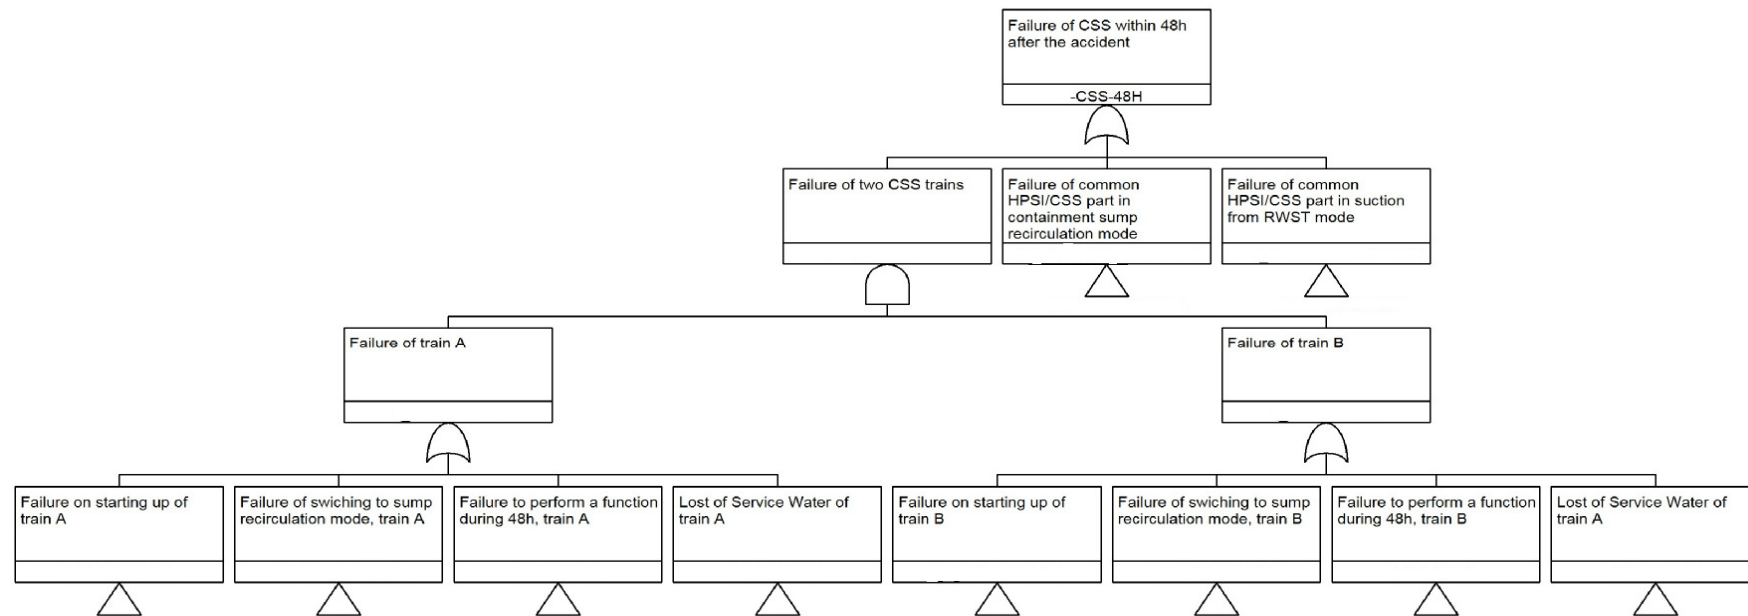 Failure of CSS within 48h
after the accident
-CSS-48H
Failure of two CSS trains
Failure of common
HPSI/CSS part in
containment sump
recirculation mode
Failure of common
HPSI/CSS part in suction
from RWST mode
Failure of train A
Failure of train B
Failure on starting up of
train A
Failure of swiching to sump
recirculation mode, train A
Failure to perform a function
during 48h, train A
Lost of Service Water of
train A
Failure on starting up of
train B
Failure of swiching to sump
recirculation mode, train B
Failure to perform a function
during 48h, train B
Lost of Service Water of
train A